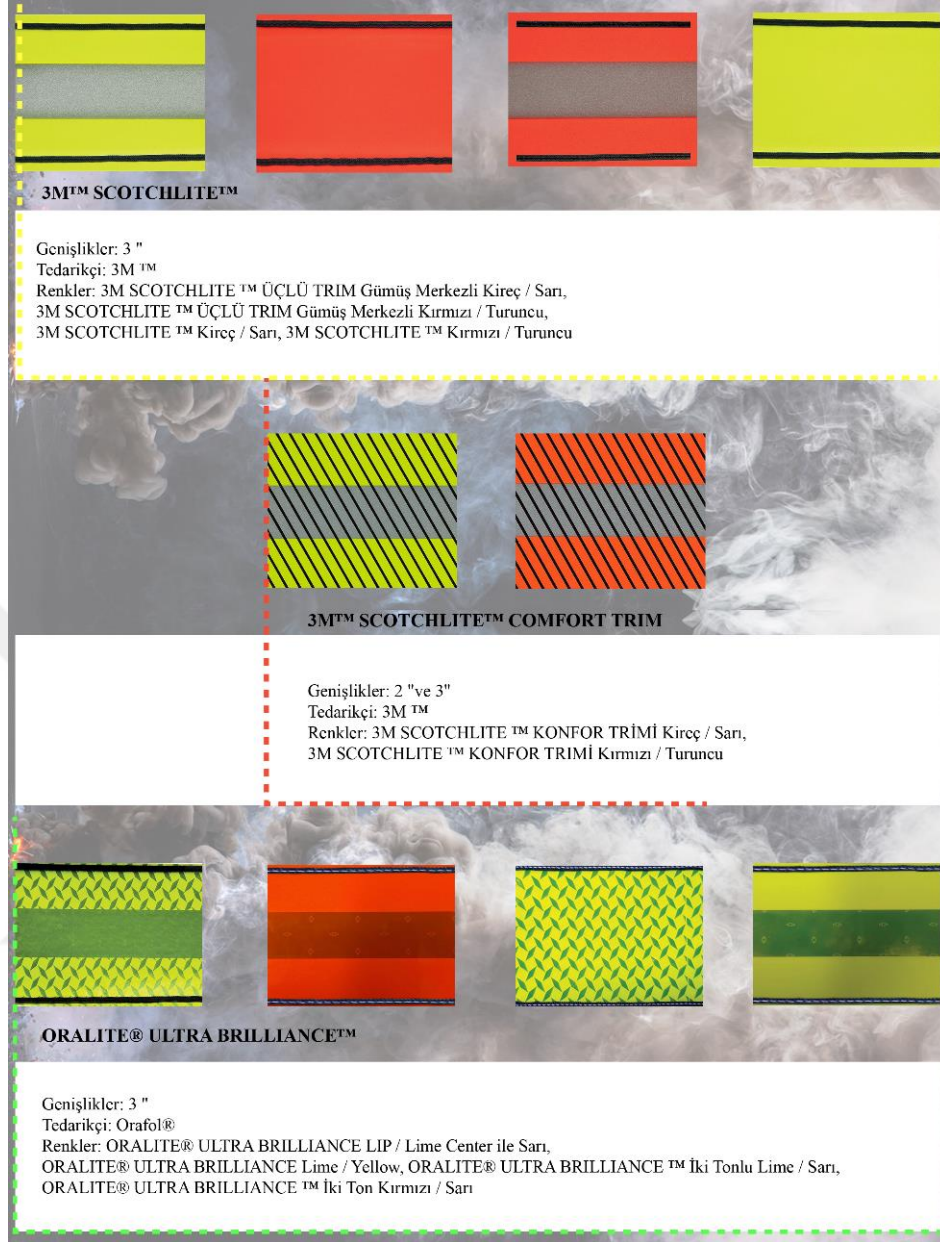 3M™ SCOTCHLITE™
Genişlikler: 3 "
Tedarikçi: 3M ™
Renkler: 3M SCOTCHLITE ™ ÜÇLÜ TRIM Gümüş Merkezli Kireç / Sarı,
3M SCOTCHLITE ™ ÜÇLÜ TRIM Gümüş Merkezli Kırmızı / Turuncu,
3M SCOTCHLITE ™ Kireç / Sarı, 3M SCOTCHLITE ™ Kırmızı / Turuncu
3M™ SCOTCHLITE™ COMFORT TRIM
Genişlikler: 2 "ve 3"
Tedarikçi: 3M ™
Renkler: 3M SCOTCHLITE ™ KONFOR TRİMİ Kireç / Sarı,
3M SCOTCHLITE ™ KONFOR TRIMİ Kırmızı / Turuncu
ORALITE® ULTRA BRILLIANCE™
Genişlikler: 3 "
Tedarikçi: Orafol®
Renkler: ORALITE® ULTRA BRILLIANCE LIP / Lime Center ile Sarı,
ORALITE® ULTRA BRILLIANCE Lime / Yellow, ORALITE® ULTRA BRILLIANCE ™ İki Tonlu Lime / Sarı,
ORALITE® ULTRA BRILLIANCE ™ İki Ton Kırmızı / Sarı